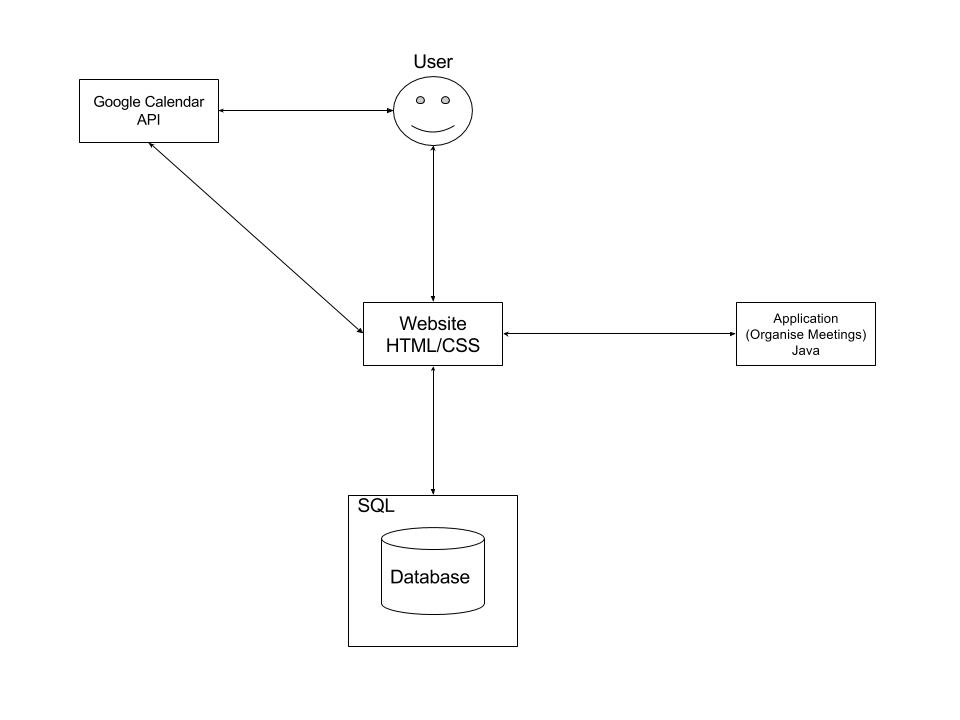 User
Google Calendar
API
Website
HTML/CSS
Application
(Organise Meetings)
Java
SQL
Database